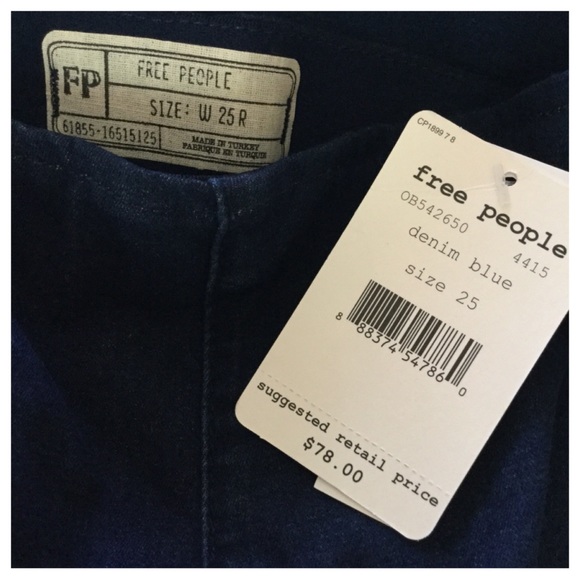 FP
FREE PEOPLE
SIZE: W 25 R
61855-16515125
MADE IN TURKEY
FABRIQUE EN TURQUIE
CP1899 7 8
free people
OB542650 4415
denim blue
size 25
8 88374 54786 0
suggested retail price
$78.00